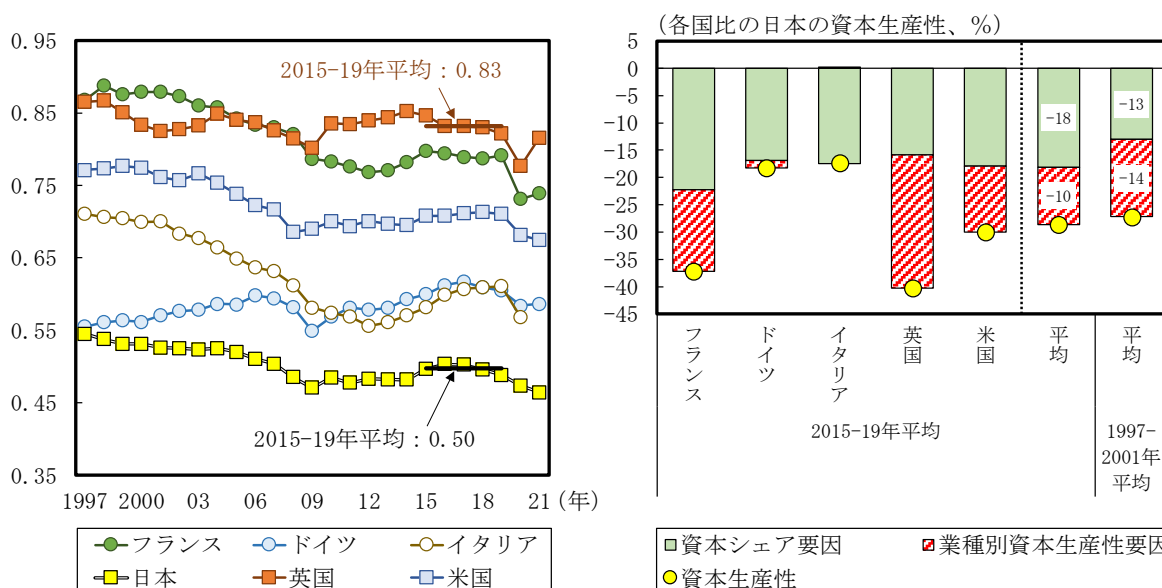 0.95
0.85
0.75
0.65
0.55
0.45
0.35
2015-19年平均：0.83
2015-19年平均：0.50
1997 2000 03 06 09 12 15 18 21 (年)
フランス ドイツ イタリア
日本 英国 米国
(各国比の日本の資本生産性、%)
5
0
-5
-10
-15
-20
-25
-30
-35
-40
-45
-18
-10
-13
-14
フランス
ドイツ
イタリア
英国
米国
平均
平均
2015-19年平均
1997-
2001年
平均
資本シェア要因 業種別資本生産性要因
資本生産性